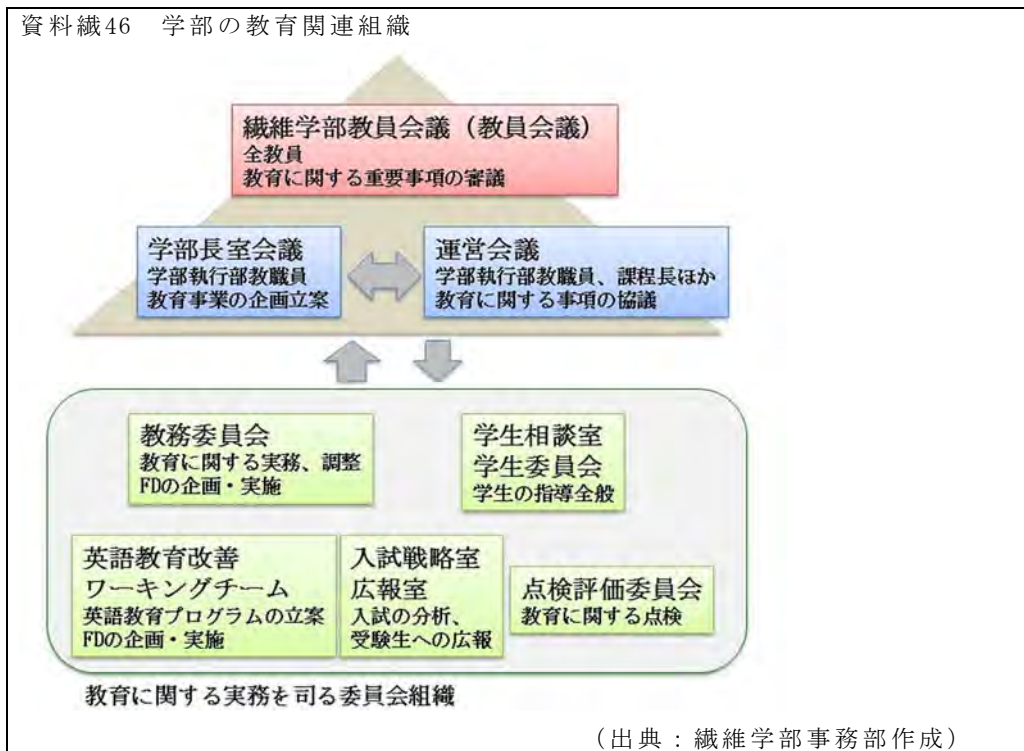 資料繊46 学部の教育関連組織
繊維学部教員会議（教員会議）
全教員
教育に関する重要事項の審議
学部長室会議
学部執行部教職員
教育事業の企画立案
運営会議
学部執行部教職員、課程長ほか
教育に関する事項の協議
教務委員会
教育に関する実務、調整
FDの企画・実施
学生相談室
学生委員会
学生の指導全般
英語教育改善
ワーキングチーム
英語教育プログラムの立案
FDの企画・実施
入試戦略室
広報室
入試の分析、
受験生への広報
点検評価委員会
教育に関する点検
教育に関する実務を司る委員会組織
（出典：繊維学部事務部作成）